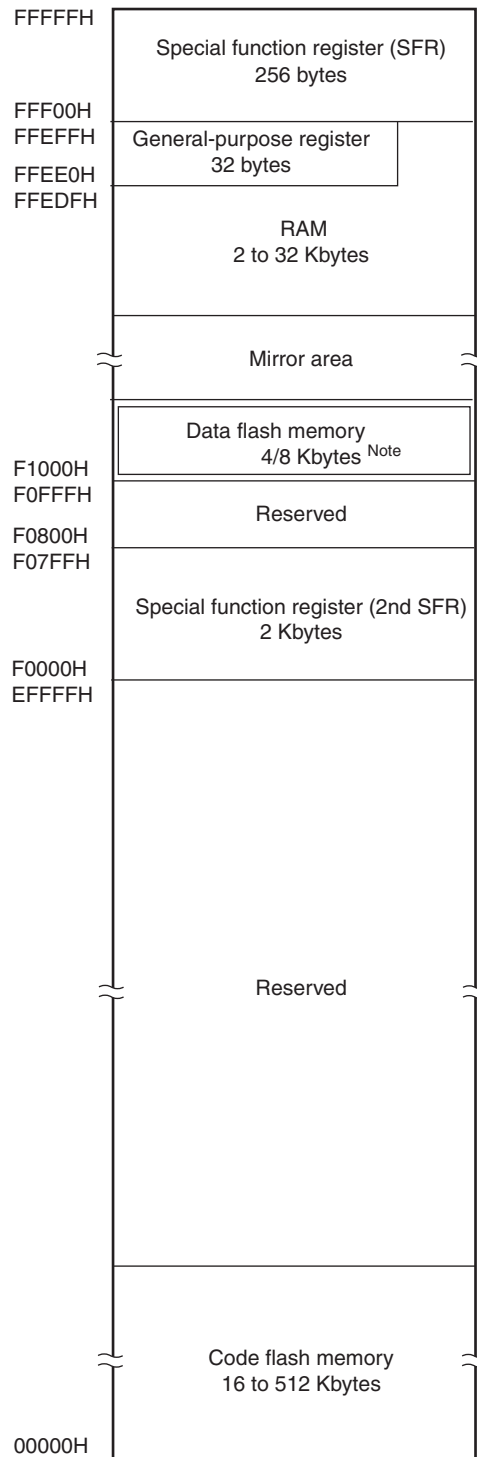 FFFFFH
Special function register (SFR)
256 bytes
FFF00H
FFEFFH
General-purpose register
32 bytes
FFEE0H
FFEDFH
RAM
2 to 32 Kbytes
Mirror area
Data flash memory
4/8 Kbytes Note
F1000H
F0FFFH
Reserved
F0800H
F07FFH
Special function register (2nd SFR)
2 Kbytes
F0000H
EFFFFH
Reserved
Code flash memory
16 to 512 Kbytes
00000H